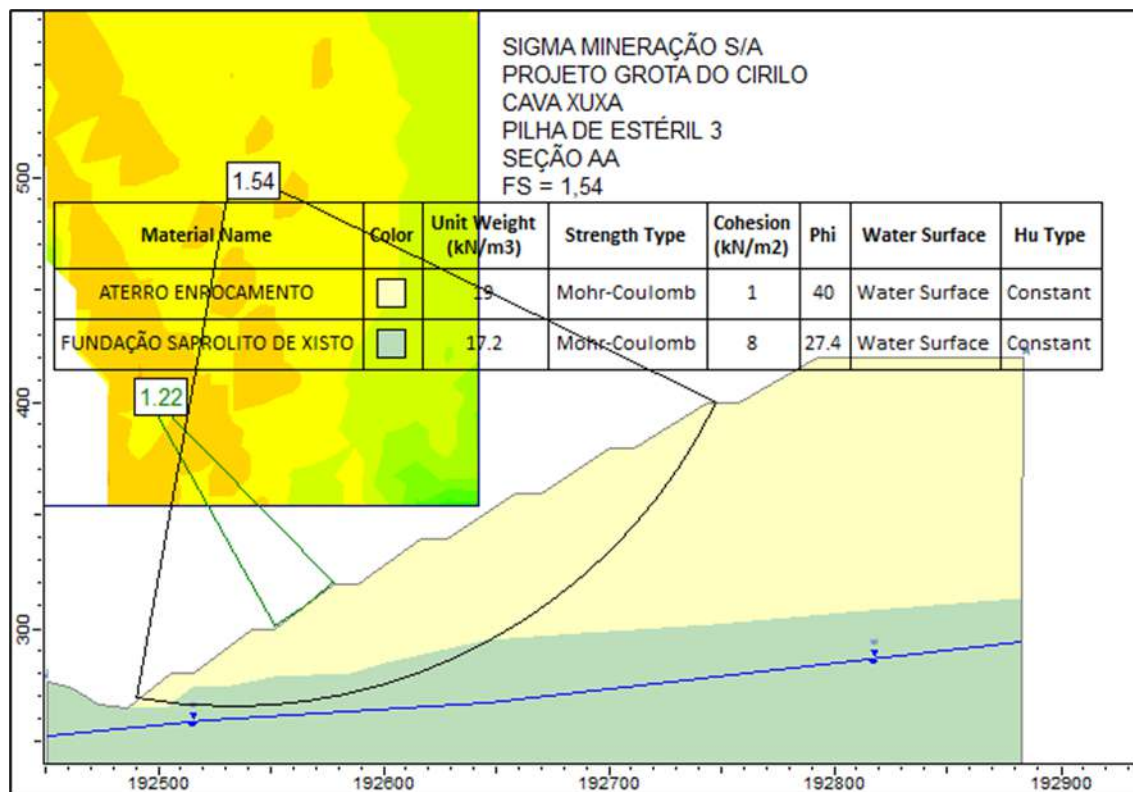 SIGMA MINERAÇÃO S/A
PROJETO GROTA DO CIRILO
CAVA XUXA
PILHA DE ESTÉRIL 3
SEÇÃO AA
FS = 1,54
500
1.54
Material Name Color Unit Weight (kN/m3) Strength Type Cohesion (kN/m2) Phi Water Surface Hu Type
ATERRO ENROCAMENTO 19 Mohr-Coulomb 1 40 Water Surface Constant
FUNDAÇÃO SAPROLITO DE XISTO 17.2 Mohr-Coulomb 8 27.4 Water Surface Constant
1.22
400
300
192500 192600 192700 192800 192900